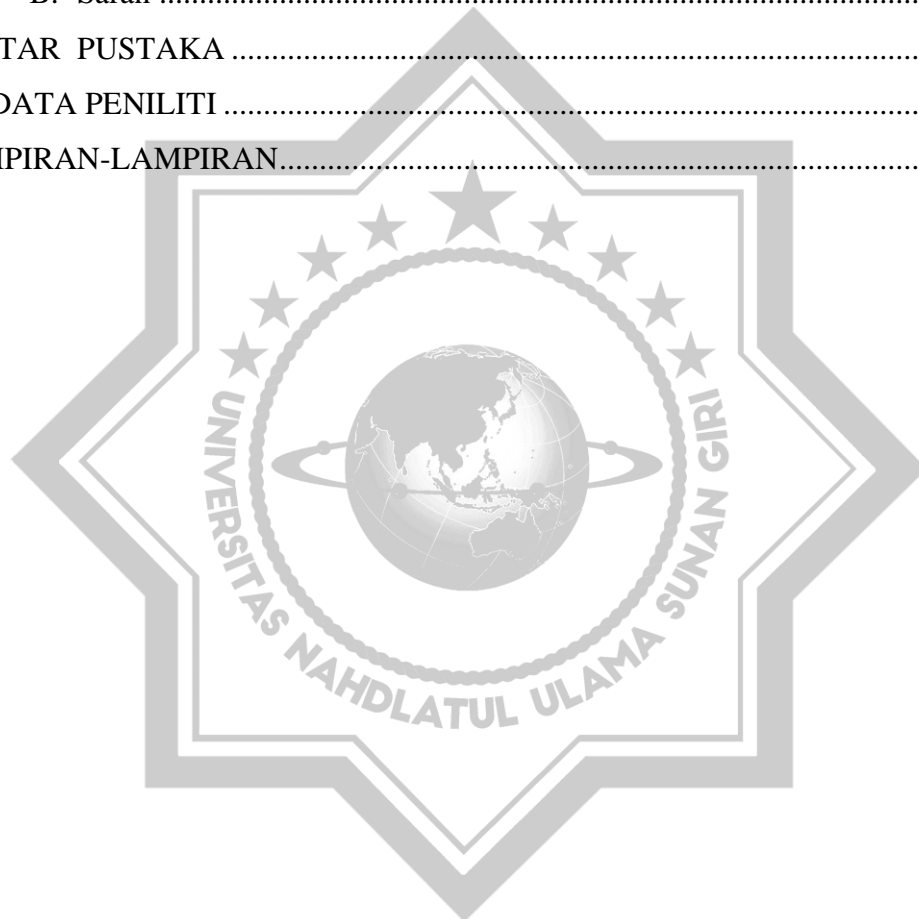 B. Saran ........................................................................................
TAR PUSTAKA ........................................................................................
DATA PENILITI ........................................................................................
PIRAN-LAMPIRAN........................................................................................
UNIVERSITAS NAHDLATUL ULAMA SUNAN GIRI